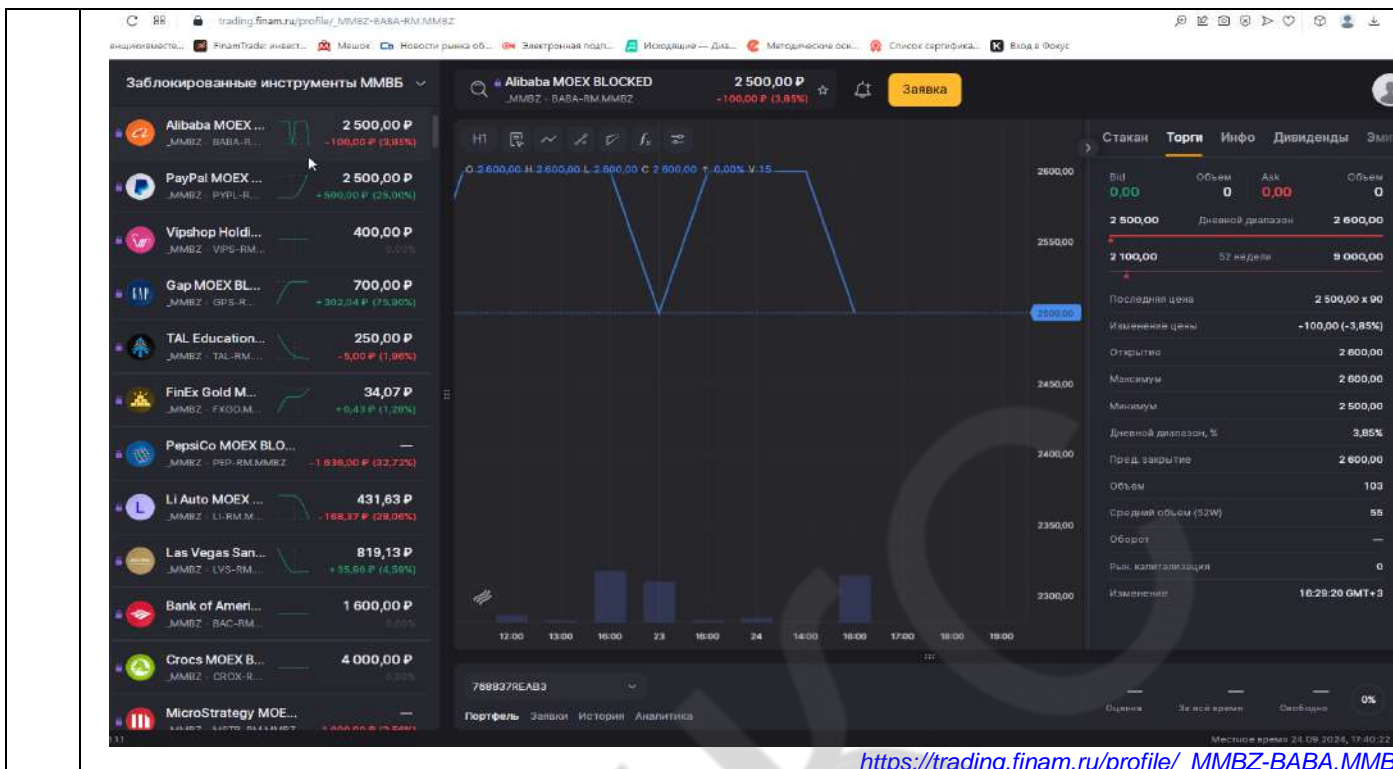 trading.finam.ru/profile/_MMBZ-BABA-RM.MMBZ
FinamTrade: инвест... Мешок Новости рынка об... Электронная подп... Исходящие — Диа... Методические оск... Список сертифика... Вход в Фокус
Заблокированные инструменты ММВБ
Alibaba MOEX BLOCKED 2 500,00 ₽
_MMBZ · BABA-RM.MMBZ -100,00 ₽ (3,85%)
Заявка
Alibaba MOEX ... 2 500,00 ₽
_MMBZ · BABA-R... -100,00 ₽ (3,85%)
PayPal MOEX ... 2 500,00 ₽
_MMBZ · PYPL-R... +500,00 ₽ (25,00%)
Vipshop Holdi... 400,00 ₽
_MMBZ · VIPS-RM... 0,00%
Gap MOEX BL... 700,00 ₽
_MMBZ · GPS-R... +302,04 ₽ (75,90%)
TAL Education... 250,00 ₽
_MMBZ · TAL-RM.... -5,00 ₽ (1,96%)
FinEx Gold M... 34,07 ₽
_MMBZ · FXGD.M... +0,43 ₽ (1,28%)
PepsiCo MOEX BLO... —
_MMBZ · PEP-RM.MMBZ -1 636,00 ₽ (32,72%)
Li Auto MOEX ... 431,63 ₽
_MMBZ · LI-RM.M... -168,37 ₽ (28,06%)
Las Vegas San... 819,13 ₽
_MMBZ · LVS-RM.... +35,96 ₽ (4,59%)
Bank of Ameri... 1 600,00 ₽
_MMBZ · BAC-RM... 0,00%
Crocs MOEX B... 4 000,00 ₽
_MMBZ · CROX-R... 0,00%
MicroStrategy MOE... —
H1
O 2 600,00 H 2 600,00 L 2 600,00 C 2 600,00 0,00% V 15
2600,00
2550,00
2500,00
2450,00
2400,00
2350,00
2300,00
12:00 13:00 16:00 23 16:00 24 14:00 16:00 17:00 18:00 19:00
768837REAB3
Портфель Заявки История Аналитика
Стакан Торги Инфо Дивиденды Эми
Bid Объем Ask Объем
0,00 0 0,00 0
2 500,00 Дневной диапазон 2 600,00
2 100,00 52 недели 9 000,00
Последняя цена 2 500,00 x 90
Изменение цены -100,00 (-3,85%)
Открытие 2 600,00
Максимум 2 600,00
Минимум 2 500,00
Дневной диапазон, % 3,85%
Пред. закрытие 2 600,00
Объем 103
Средний объем (52W) 55
Оборот —
Рын. капитализация 0
Изменение 16:29:20 GMT+3
— — — 0%
Оценка За всё время Свободно
Местное время 24.09.2024, 17:40:22
https://trading.finam.ru/profile/_MMBZ-BABA.MMB